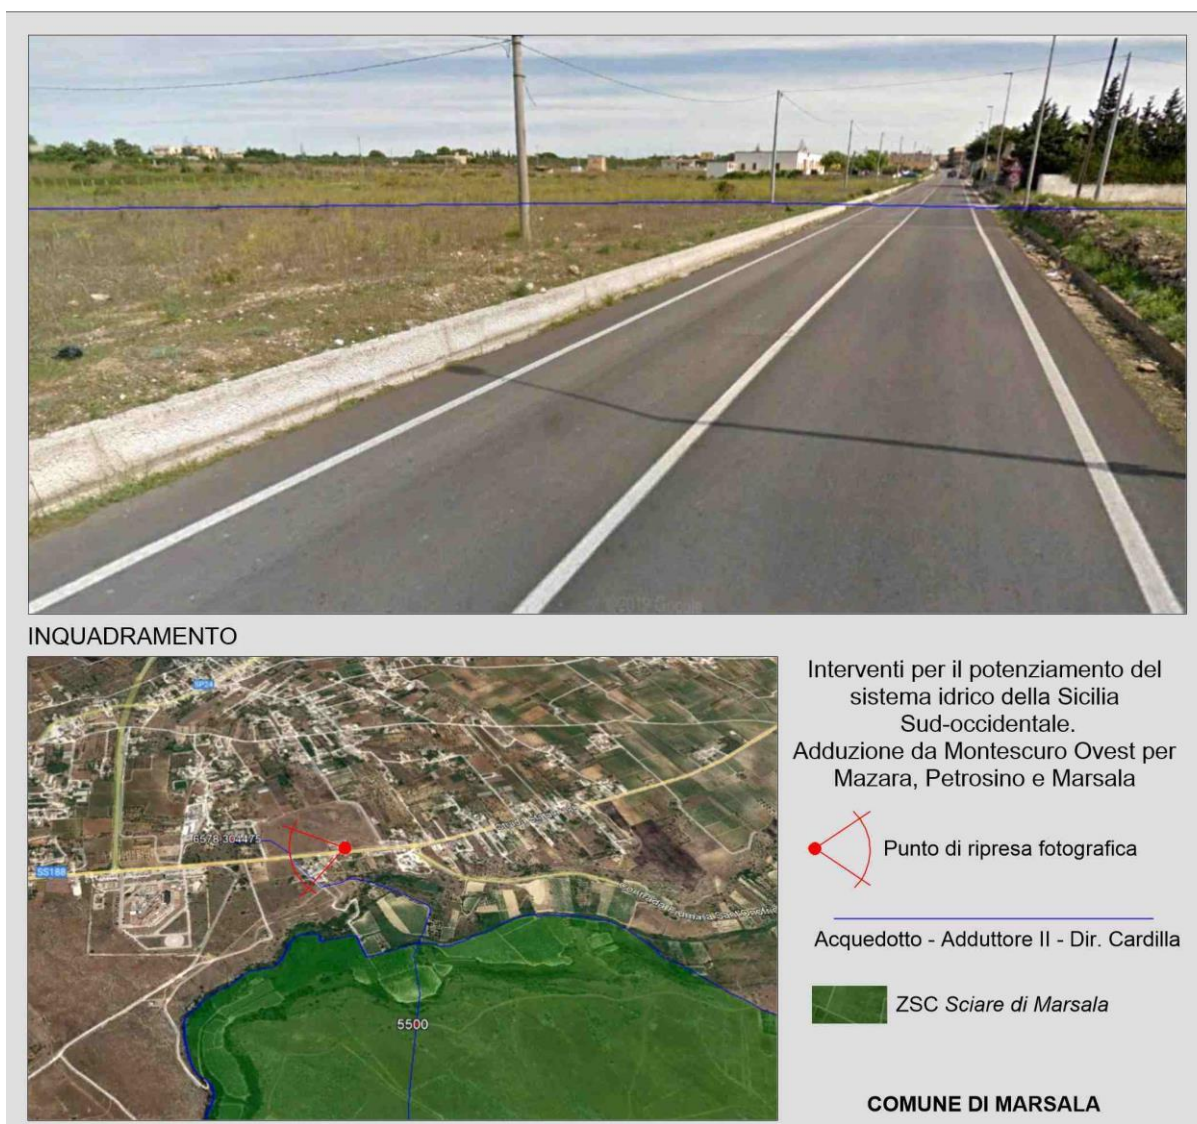 INQUADRAMENTO
SP24
6578-304475
SS188
5500
Interventi per il potenziamento del
sistema idrico della Sicilia
Sud-occidentale.
Adduzione da Montescuro Ovest per
Mazara, Petrosino e Marsala
Punto di ripresa fotografica
Acquedotto - Adduttore II - Dir. Cardilla
ZSC Sciare di Marsala
COMUNE DI MARSALA